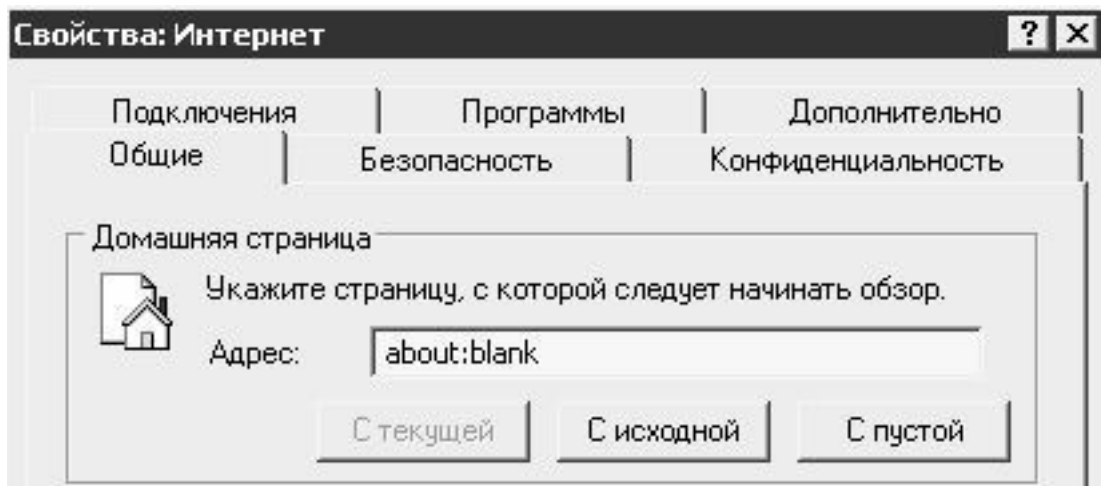 Свойства: Интернет
? X
Подключения Программы Дополнительно
Общие Безопасность Конфиденциальность
Домашняя страница
Укажите страницу, с которой следует начинать обзор.
Адрес: about:blank
С текущей С исходной С пустой